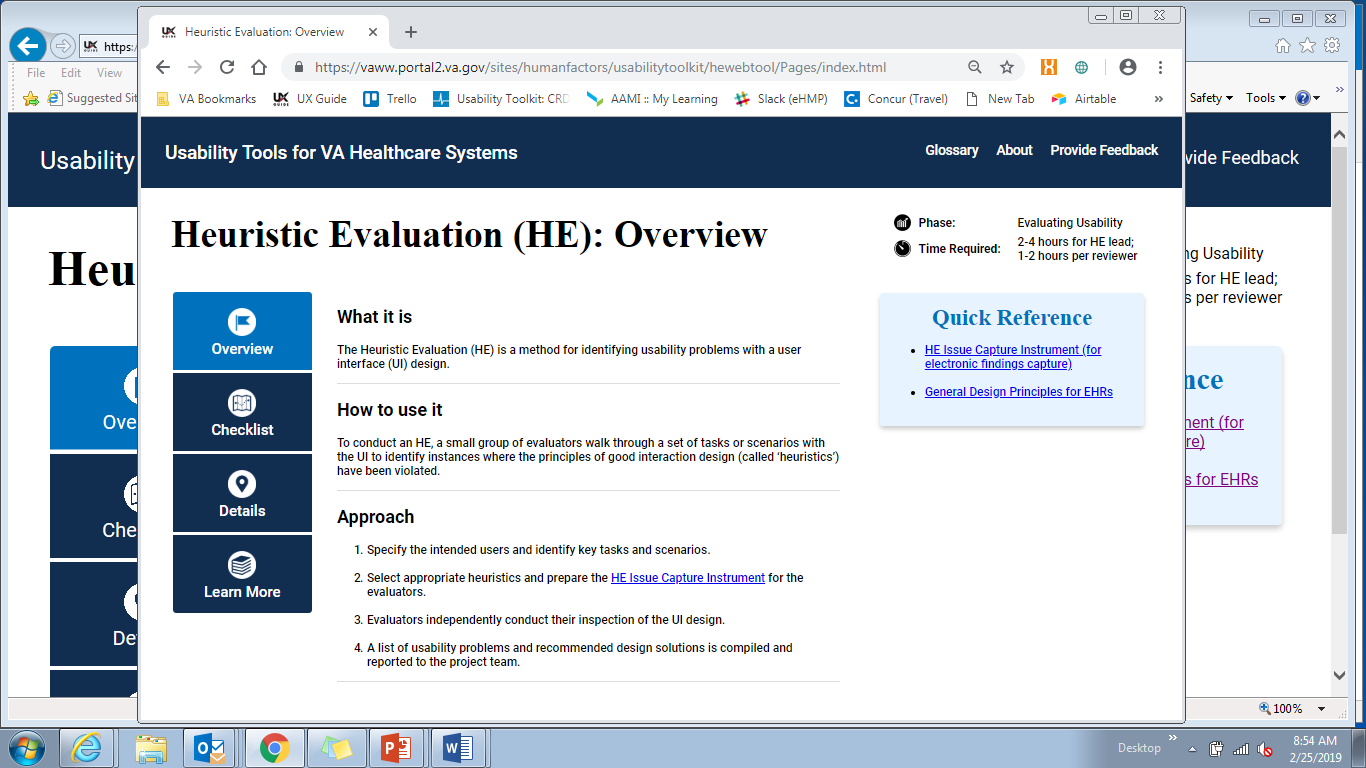 Heuristic Evaluation: Overview
https://vaww.portal2.va.gov/sites/humanfactors/usabilitytoolkit/hewebtool/Pages/index.html
VA Bookmarks UX Guide Trello Usability Toolkit: CRD AAMI :: My Learning Slack (eHMP) Concur (Travel) New Tab Airtable »
https:/
File Edit View
Suggested Sit
Safety Tools »
Usability
vide Feedback
Usability Tools for VA Healthcare Systems
Glossary About Provide Feedback
Heuristic Evaluation (HE): Overview
Phase: Evaluating Usability
Time Required: 2-4 hours for HE lead;
1-2 hours per reviewer
Overview
Checklist
Details
Learn More
What it is
The Heuristic Evaluation (HE) is a method for identifying usability problems with a user
interface (UI) design.
How to use it
To conduct an HE, a small group of evaluators walk through a set of tasks or scenarios with
the UI to identify instances where the principles of good interaction design (called ‘heuristics’)
have been violated.
Approach
1. Specify the intended users and identify key tasks and scenarios.
2. Select appropriate heuristics and prepare the HE Issue Capture Instrument for the
evaluators.
3. Evaluators independently conduct their inspection of the UI design.
4. A list of usability problems and recommended design solutions is compiled and
reported to the project team.
Quick Reference
• HE Issue Capture Instrument (for
electronic findings capture)
• General Design Principles for EHRs
Heu
Ove
Che
De
ng Usability
s for HE lead;
s per reviewer
nce
ment (for
re)
s for EHRs
100%
Desktop »
8:54 AM
2/25/2019